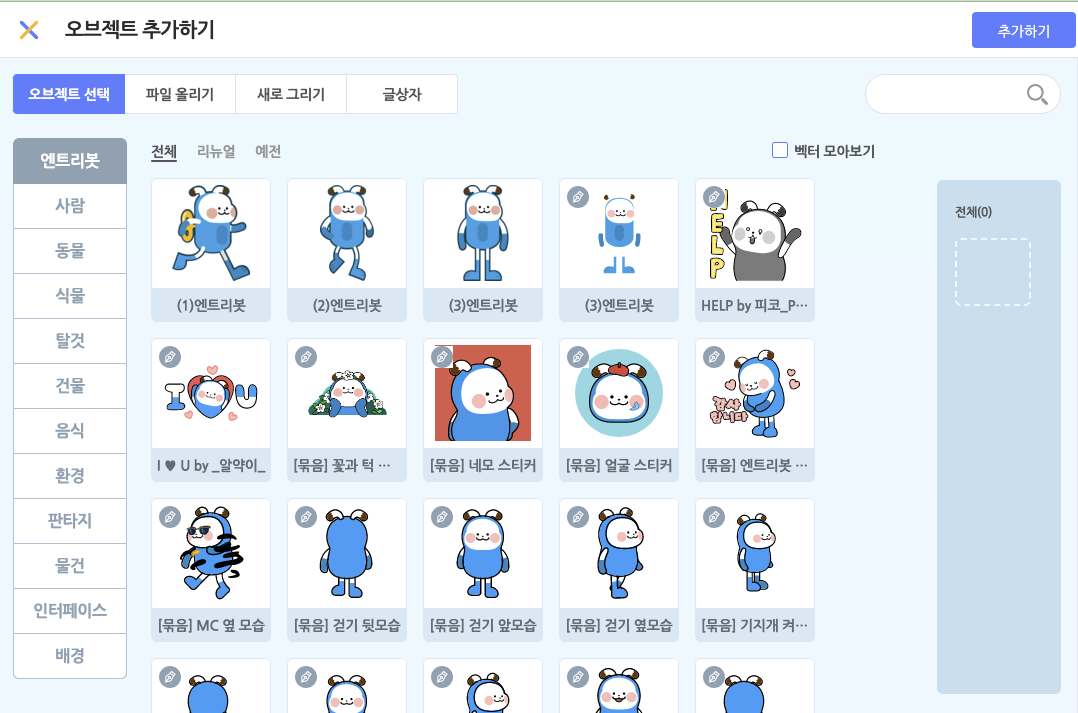 오브젝트 추가하기
추가하기
오브젝트 선택
파일 올리기
새로 그리기
글상자
엔트리봇
사람
동물
식물
탈것
건물
음식
환경
판타지
물건
인터페이스
배경
전체 리뉴얼 예전
벡터 모아보기
전체(0)
(1)엔트리봇
(2)엔트리봇
(3)엔트리봇
(3)엔트리봇
HELP
HELP by 피코_P…
I U
I ♥ U by _알약이_
[묶음] 꽃과 턱 …
[묶음] 네모 스티커
[묶음] 얼굴 스티커
감사
합니다
[묶음] 엔트리봇 …
[묶음] MC 옆 모습
[묶음] 걷기 뒷모습
[묶음] 걷기 앞모습
[묶음] 걷기 옆모습
[묶음] 기지개 켜…